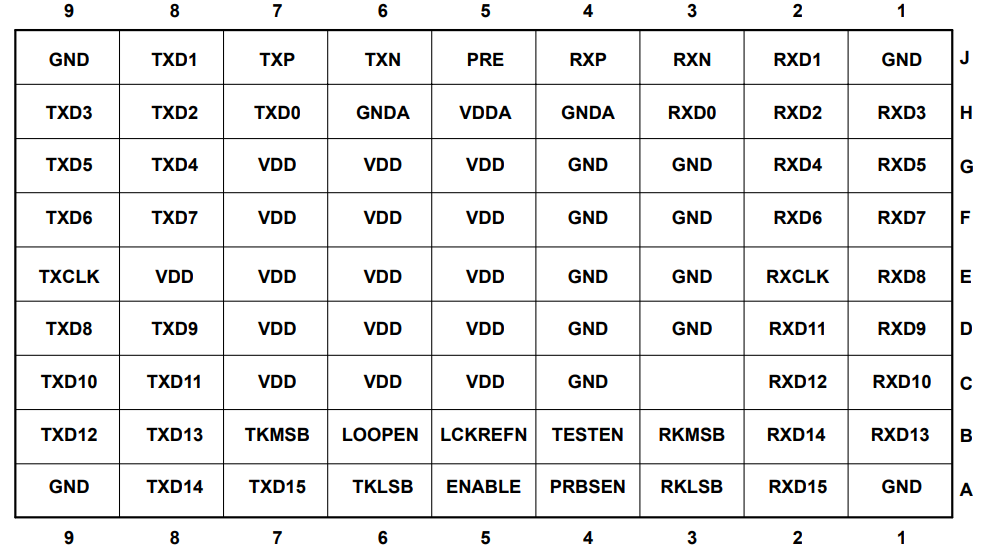 9 8 7 6 5 4 3 2 1
GND TXD1 TXP TXN PRE RXP RXN RXD1 GND J
TXD3 TXD2 TXD0 GNDA VDDA GNDA RXD0 RXD2 RXD3 H
TXD5 TXD4 VDD VDD VDD GND GND RXD4 RXD5 G
TXD6 TXD7 VDD VDD VDD GND GND RXD6 RXD7 F
TXCLK VDD VDD VDD VDD GND GND RXCLK RXD8 E
TXD8 TXD9 VDD VDD VDD GND GND RXD11 RXD9 D
TXD10 TXD11 VDD VDD VDD GND RXD12 RXD10 C
TXD12 TXD13 TKMSB LOOPEN LCKREFN TESTEN RKMSB RXD14 RXD13 B
GND TXD14 TXD15 TKLSB ENABLE PRBSEN RKLSB RXD15 GND A
9 8 7 6 5 4 3 2 1